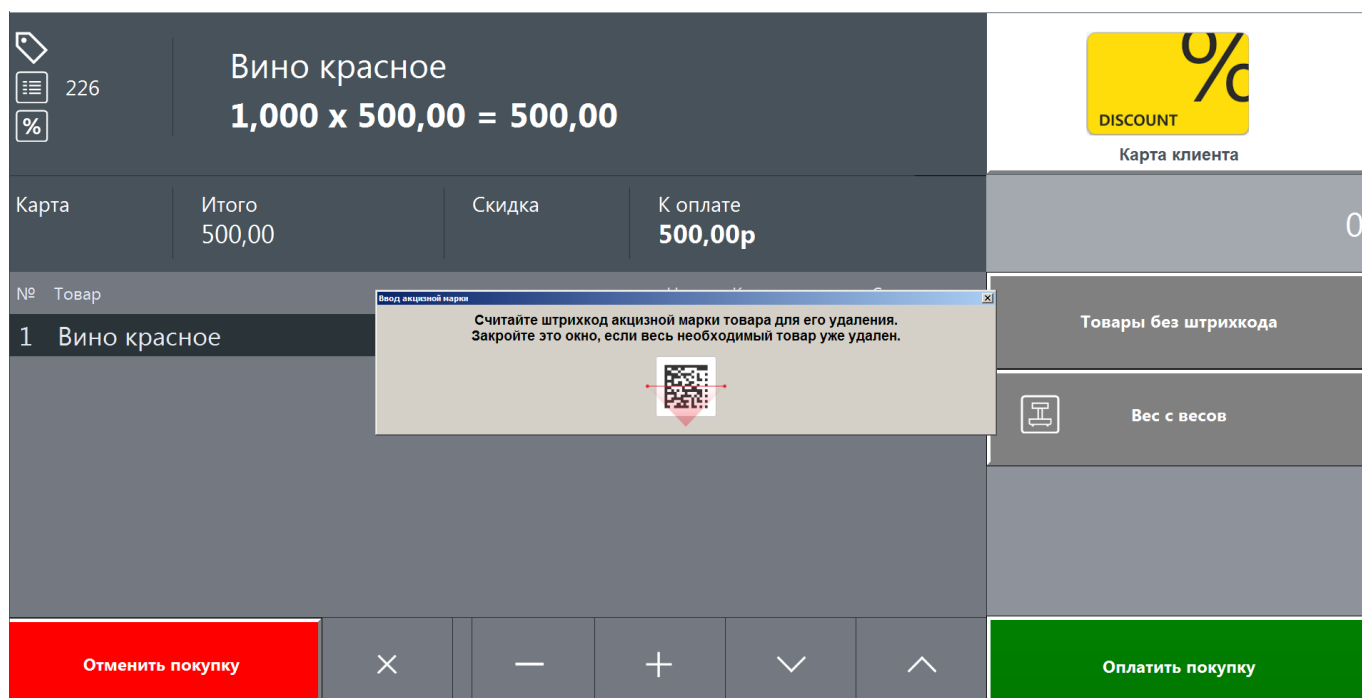 226
Вино красное
1,000 x 500,00 = 500,00
%
DISCOUNT
Карта клиента
Карта
Итого
500,00
Скидка
К оплате
500,00р
0
№ Товар
1 Вино красное
Ввод акцизной марки
Считайте штрихкод акцизной марки товара для его удаления.
Закройте это окно, если весь необходимый товар уже удален.
Товары без штрихкода
Вес с весов
Отменить покупку
Оплатить покупку